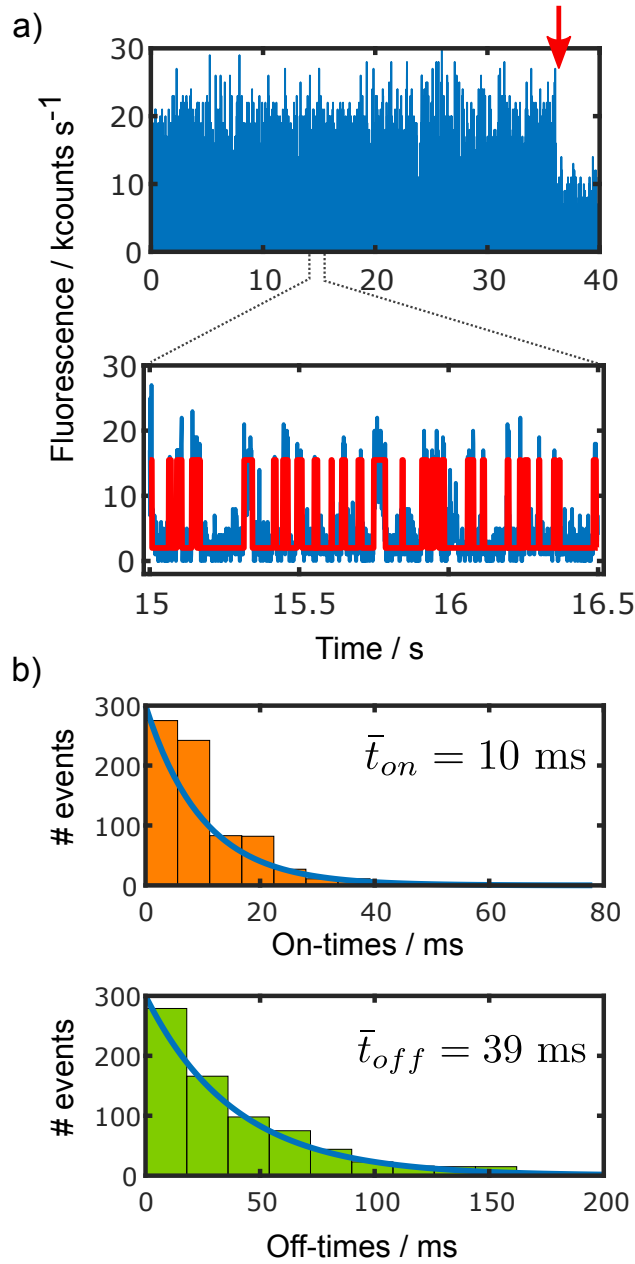 a)
Fluorescence / kcounts s⁻¹
30
20
10
0
0 10 20 30 40
30
20
10
0
15 15.5 16 16.5
Time / s
b)
# events
300
200
100
0
t̄on = 10 ms
0 20 40 60 80
On-times / ms
# events
300
200
100
0
t̄off = 39 ms
0 50 100 150 200
Off-times / ms